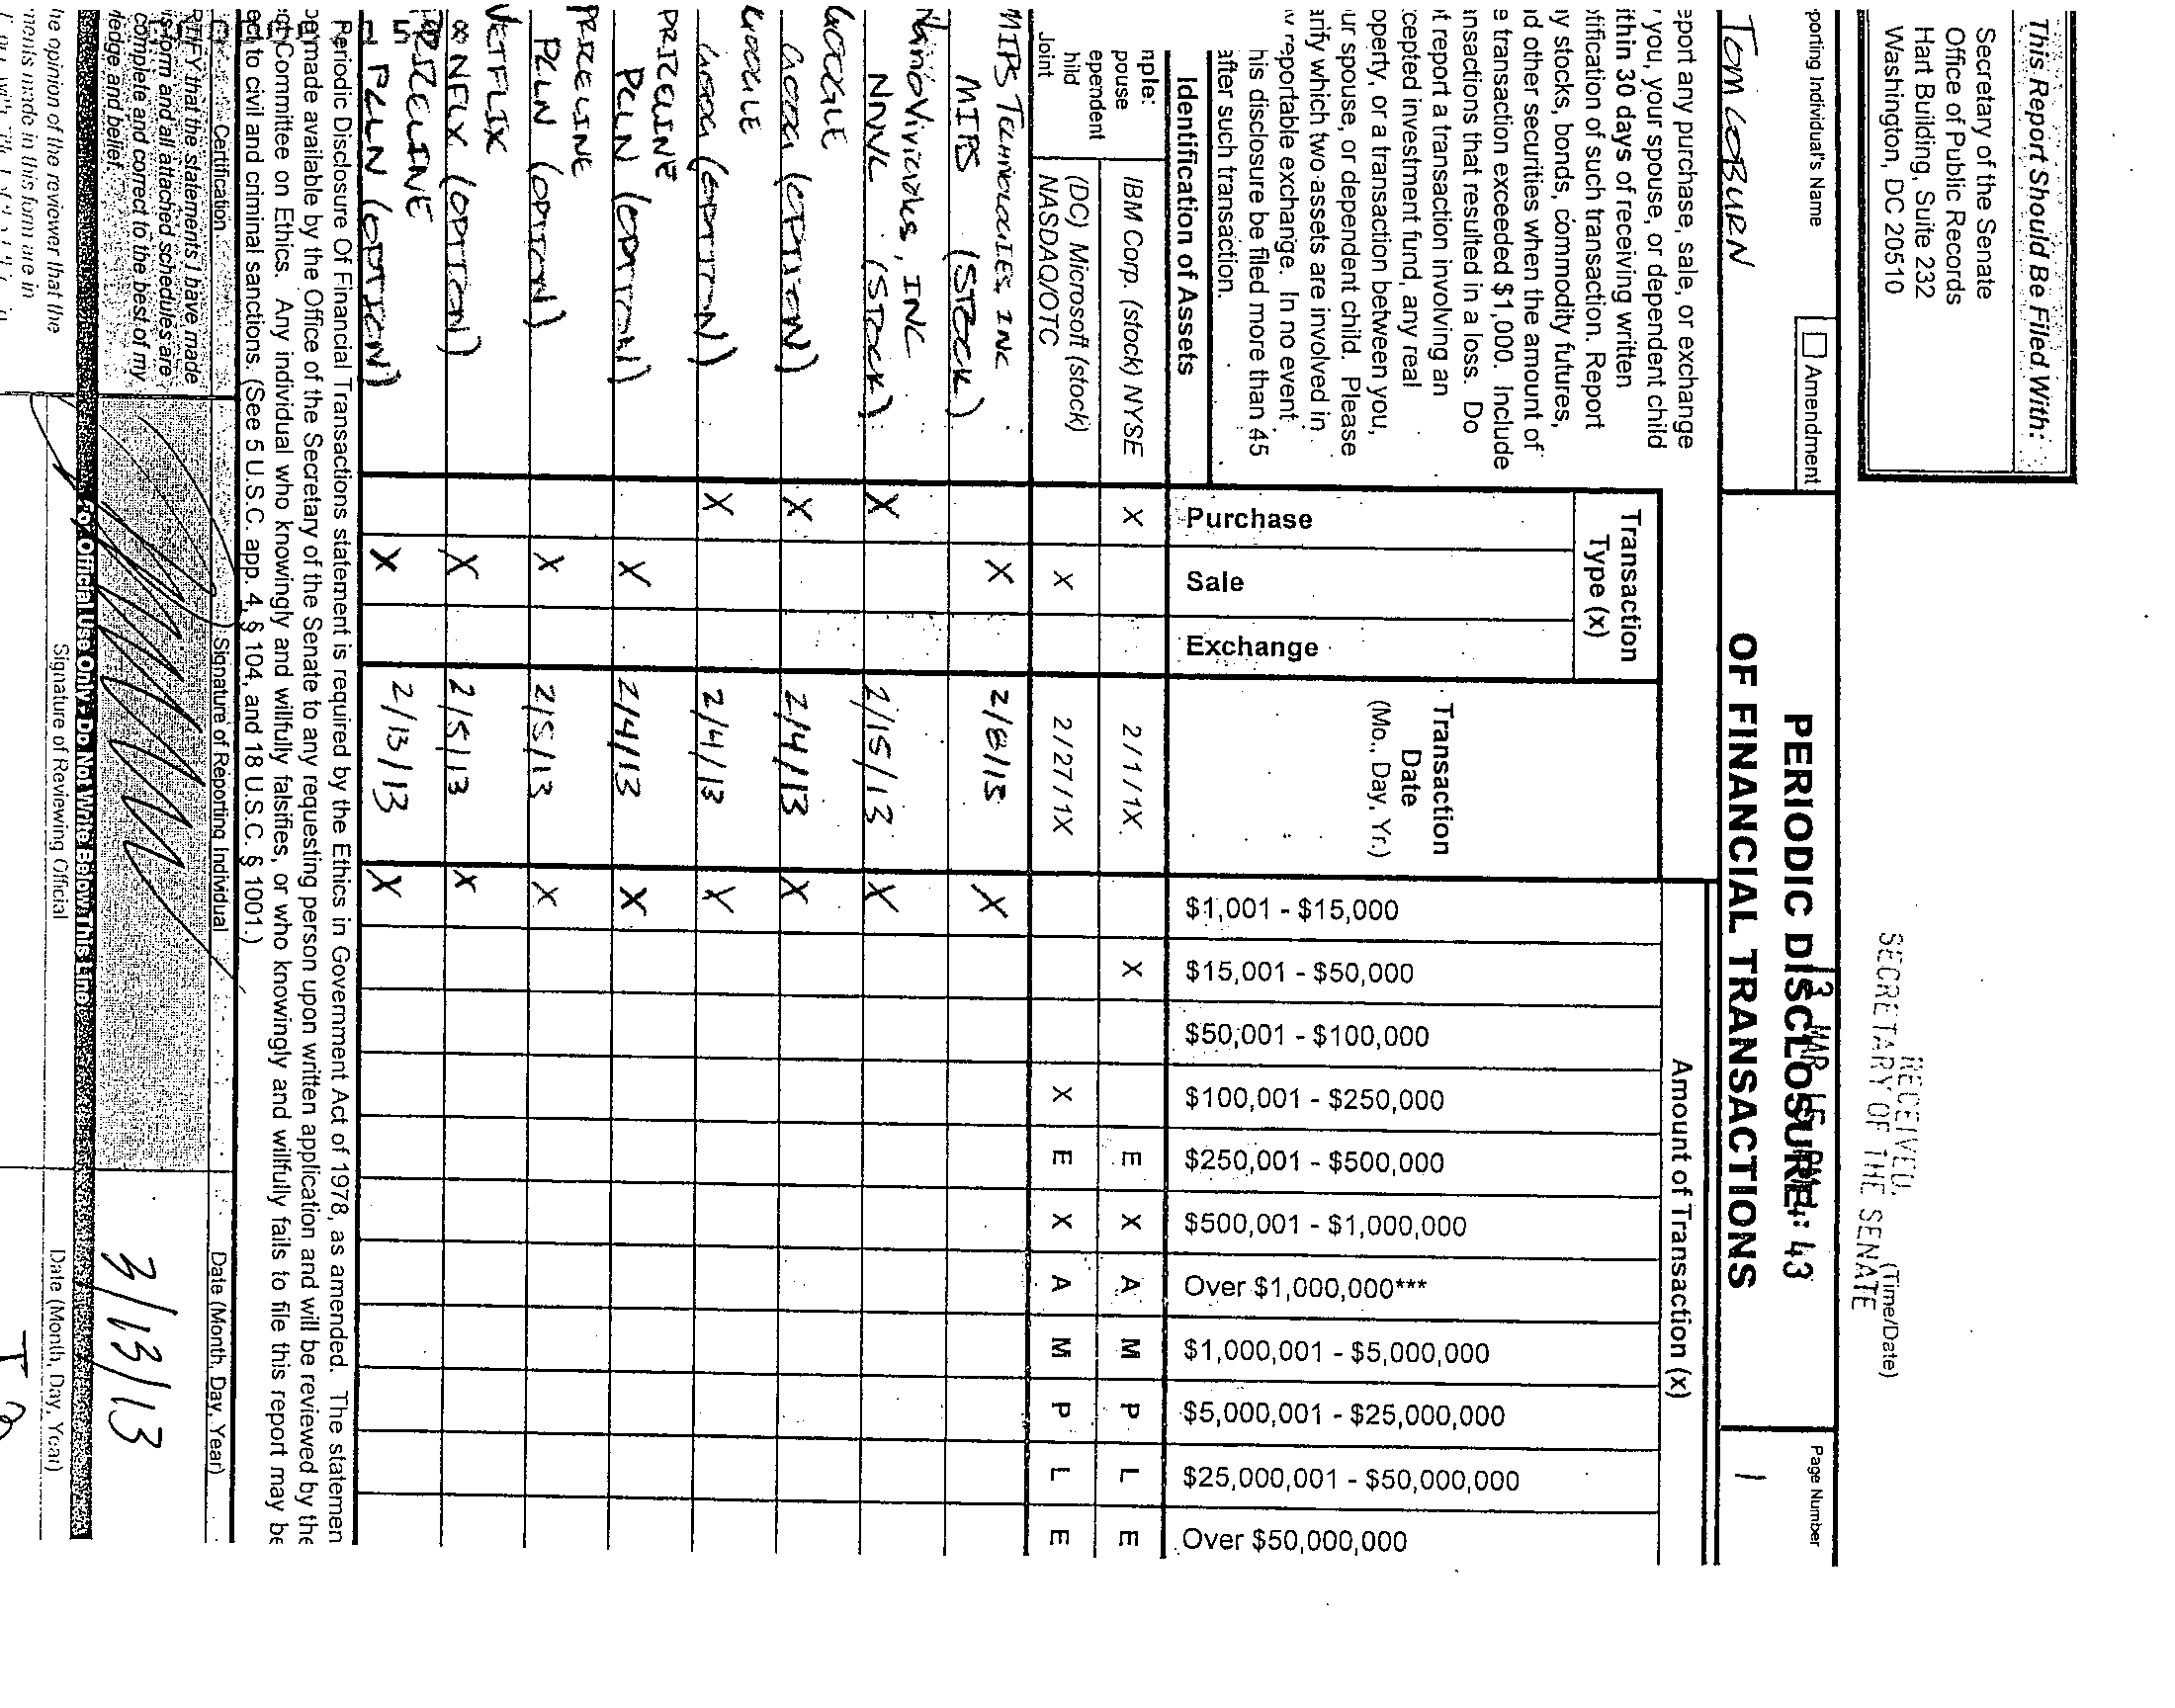 This Report Should Be Filed With:
Secretary of the Senate
Office of Public Records
Hart Building, Suite 232
Washington, DC 20510
RECEIVED
SECRETARY OF THE SENATE
(Time/Date)
13 MAR 15 PM 4:43
porting Individual's Name
Amendment
TOM COBURN
PERIODIC DISCLOSURE
OF FINANCIAL TRANSACTIONS
Page Number
1
eport any purchase, sale, or exchange
you, your spouse, or dependent child
ithin 30 days of receiving written
otification of such transaction. Report
ny stocks, bonds, commodity futures,
nd other securities when the amount of
e transaction exceeded $1,000. Include
ansactions that resulted in a loss. Do
ot report a transaction involving an
cepted investment fund, any real
operty, or a transaction between you,
ur spouse, or dependent child. Please
arify which two assets are involved in
y reportable exchange. In no event
his disclosure be filed more than 45
after such transaction.
Transaction
Type (x)
Transaction
Date
(Mo., Day, Yr.)
Amount of Transaction (x)
Identification of Assets
Purchase
Sale
Exchange
$1,001 - $15,000
$15,001 - $50,000
$50,001 - $100,000
$100,001 - $250,000
$250,001 - $500,000
$500,001 - $1,000,000
Over $1,000,000***
$1,000,001 - $5,000,000
$5,000,001 - $25,000,000
$25,000,001 - $50,000,000
Over $50,000,000
mple:
pouse
ependent
hild
Joint
IBM Corp. (stock) NYSE X 2/1/1X X E X A M P L E
(DC) Microsoft (stock)
NASDAQ/OTC X 2/27/1X X E X A M P L E
MIPS TECHNOLOGIES, INC
MIPS (STOCK) X 2/8/13 X
NanoViricides, INC
NNVC (STOCK) X 2/15/13 X
GOOGLE
GOOG (OPTION) X 2/4/13 X
GOOGLE
GOOG (OPTION) X 2/4/13 X
PRICELINE
PCLN (OPTION) X 2/4/13 X
PRICELINE
PCLN (OPTION) X 2/5/13 X
NETFLIX
NFLX (OPTION) X 2/5/13 X
PRICELINE
PCLN (OPTION) X 2/13/13 X
Periodic Disclosure Of Financial Transactions statement is required by the Ethics in Government Act of 1978, as amended. The statemen
be made available by the Office of the Secretary of the Senate to any requesting person upon written application and will be reviewed by the
ct Committee on Ethics. Any individual who knowingly and willfully falsifies, or who knowingly and willfully fails to file this report may be
ect to civil and criminal sanctions. (See 5 U.S.C. app. 4, § 104, and 18 U.S.C. § 1001.)
Certification
Signature of Reporting Individual
Date (Month, Day, Year)
RTIFY that the statements I have made
s form and all attached schedules are
complete and correct to the best of my
ledge and belief.
3/13/13
For Official Use Only - Do Not Write Below This Line
he opinion of the reviewer that the
ments made in this form are in
Signature of Reviewing Official
Date (Month, Day, Year)